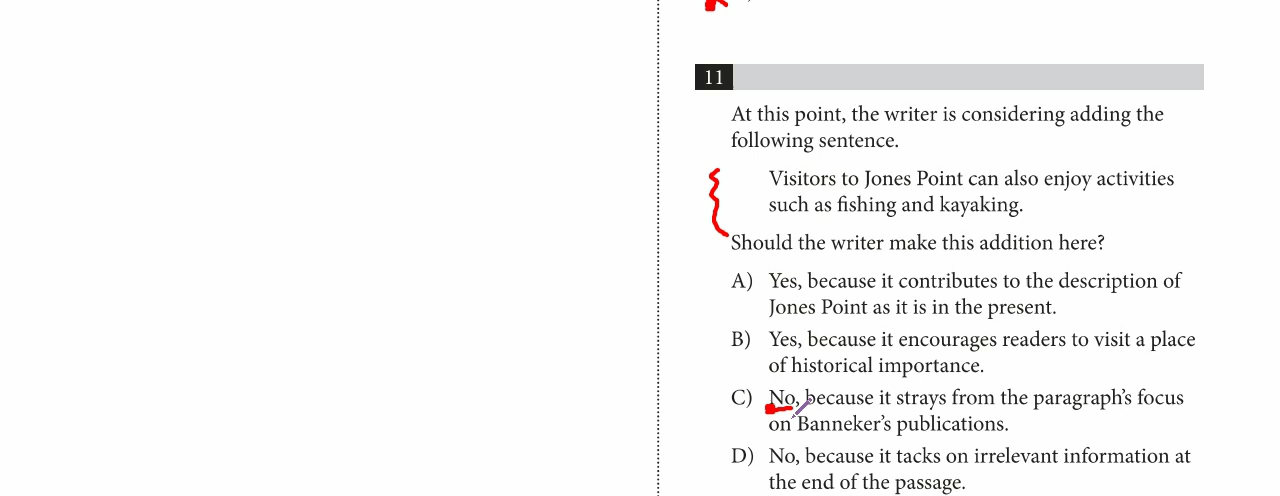 11
At this point, the writer is considering adding the
following sentence.
Visitors to Jones Point can also enjoy activities
such as fishing and kayaking.
Should the writer make this addition here?
A) Yes, because it contributes to the description of
Jones Point as it is in the present.
B) Yes, because it encourages readers to visit a place
of historical importance.
C) No, because it strays from the paragraph’s focus
on Banneker’s publications.
D) No, because it tacks on irrelevant information at
the end of the passage.